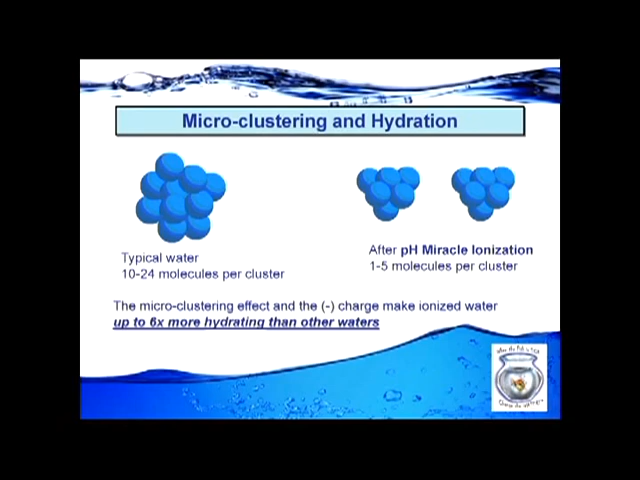 Micro-clustering and Hydration
Typical water
10-24 molecules per cluster
After pH Miracle Ionization
1-5 molecules per cluster
The micro-clustering effect and the (-) charge make ionized water
up to 6x more hydrating than other waters